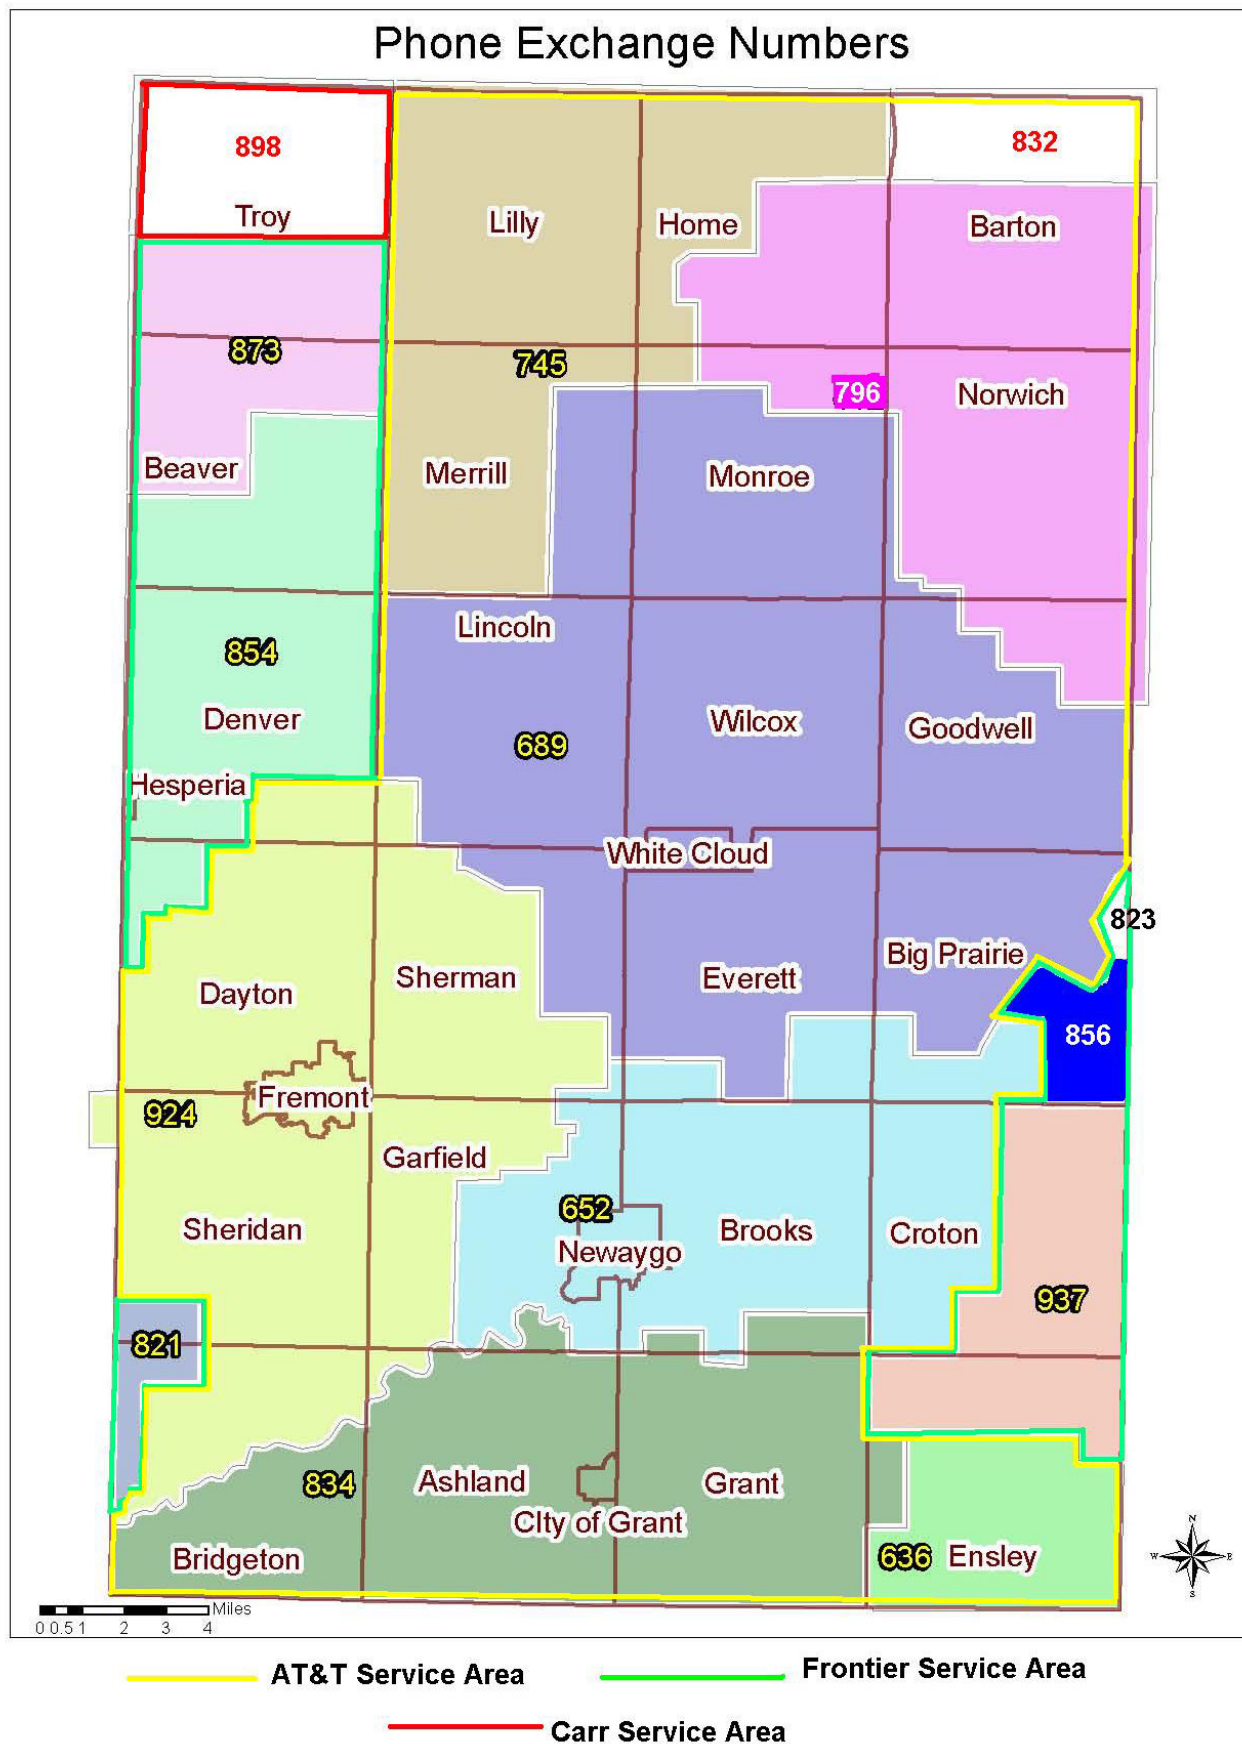 Phone Exchange Numbers
898
832
Troy
Lilly
Home
Barton
873
745
796
Norwich
Beaver
Merrill
Monroe
Lincoln
854
Denver
689
Wilcox
Goodwell
Hesperia
White Cloud
823
Dayton
Sherman
Everett
Big Prairie
856
Fremont
924
Garfield
652
Sheridan
Newaygo
Brooks
Croton
937
821
834
Ashland
Grant
CIty of Grant
Bridgeton
636
Ensley
N
W
E
S
Miles
0 0.5 1 2 3 4
AT&T Service Area
Frontier Service Area
Carr Service Area